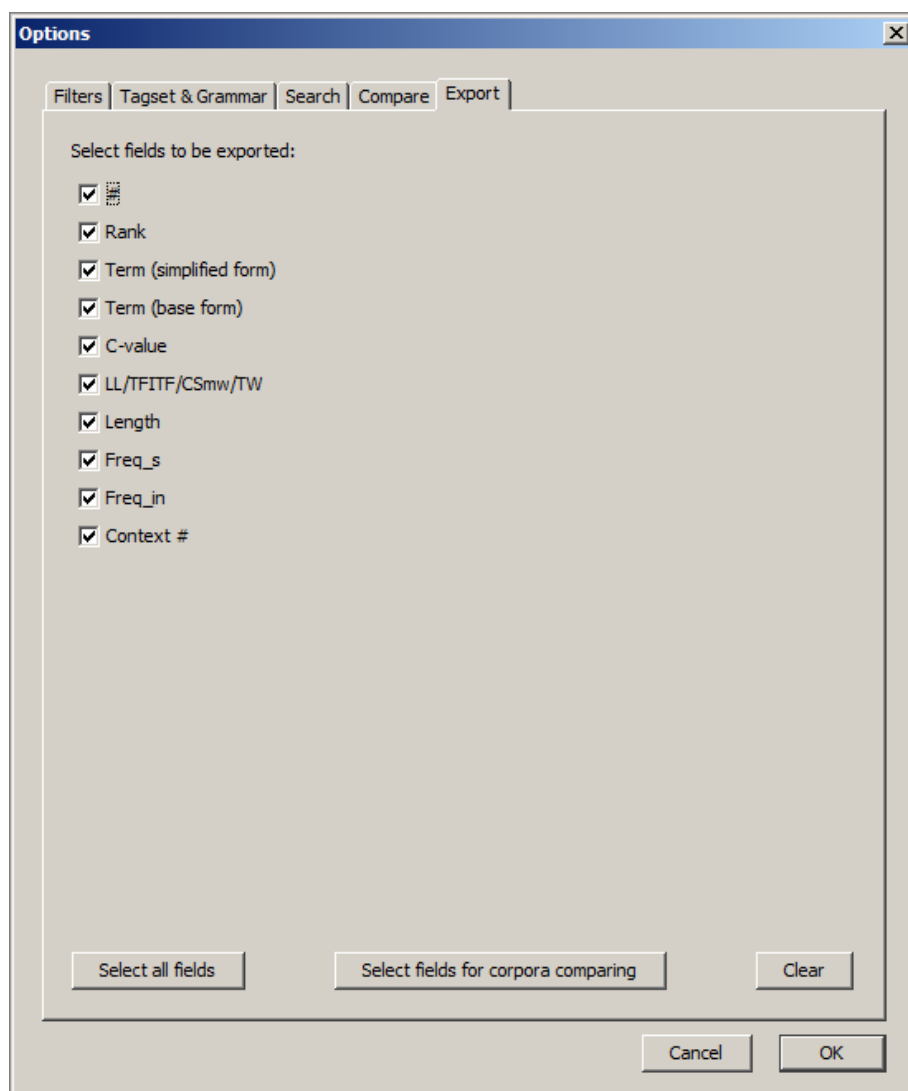 Options
Filters Tagset & Grammar Search Compare Export
Select fields to be exported:
#
Rank
Term (simplified form)
Term (base form)
C-value
LL/TFITF/CSmw/TW
Length
Freq_s
Freq_in
Context #
Select all fields Select fields for corpora comparing Clear
Cancel OK